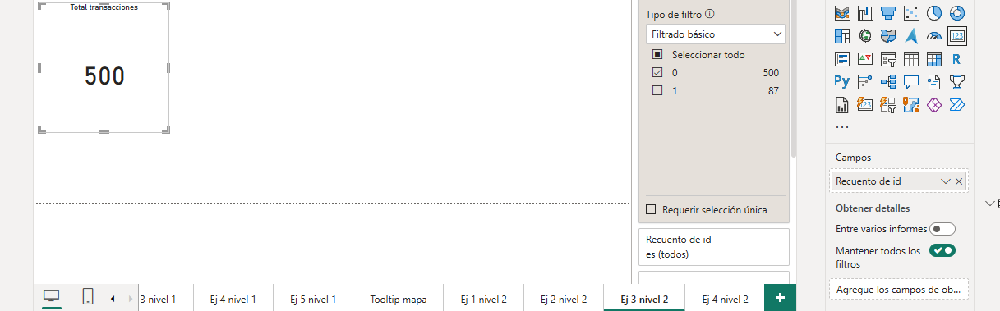 Total transacciones
500
Tipo de filtro
Filtrado básico
Seleccionar todo
0 500
1 87
Requerir selección única
Recuento de id
es (todos)
123
R
Py
123
...
Campos
Recuento de id
Obtener detalles
Entre varios informes
Mantener todos los
filtros
Agregue los campos de ob...
3 nivel 1
Ej 4 nivel 1
Ej 5 nivel 1
Tooltip mapa
Ej 1 nivel 2
Ej 2 nivel 2
Ej 3 nivel 2
Ej 4 nivel 2
+